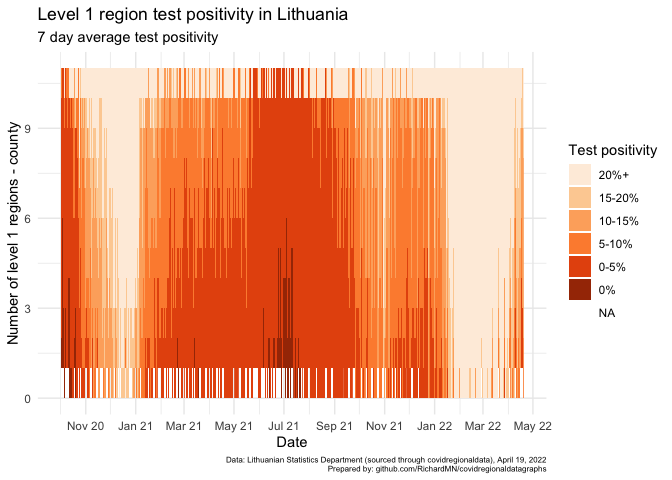 Level 1 region test positivity in Lithuania
7 day average test positivity
Number of level 1 regions - county
9
6
3
0
Nov 20 Jan 21 Mar 21 May 21 Jul 21 Sep 21 Nov 21 Jan 22 Mar 22 May 22
Date
Test positivity
20%+
15-20%
10-15%
5-10%
0-5%
0%
NA
Data: Lithuanian Statistics Department (sourced through covidregionaldata), April 19, 2022
Prepared by: github.com/RichardMN/covidregionaldatagraphs